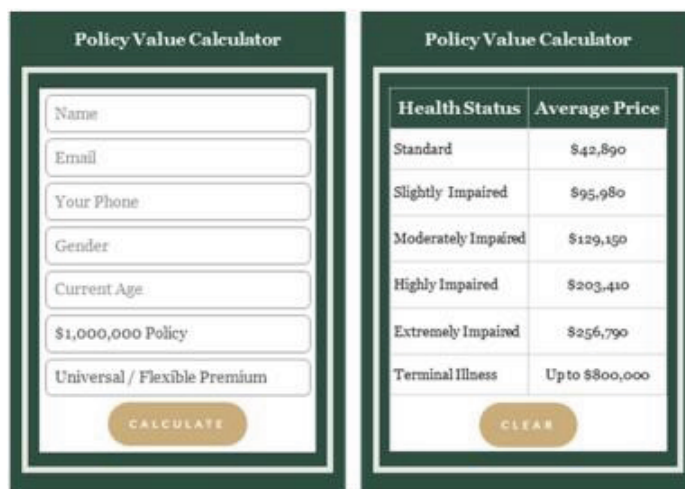 Policy Value Calculator
Name
Email
Your Phone
Gender
Current Age
$1,000,000 Policy
Universal / Flexible Premium
CALCULATE
Policy Value Calculator
Health Status Average Price
Standard $42,890
Slightly Impaired $95,980
Moderately Impaired $129,150
Highly Impaired $203,410
Extremely Impaired $256,790
Terminal Illness Up to $800,000
CLEAR